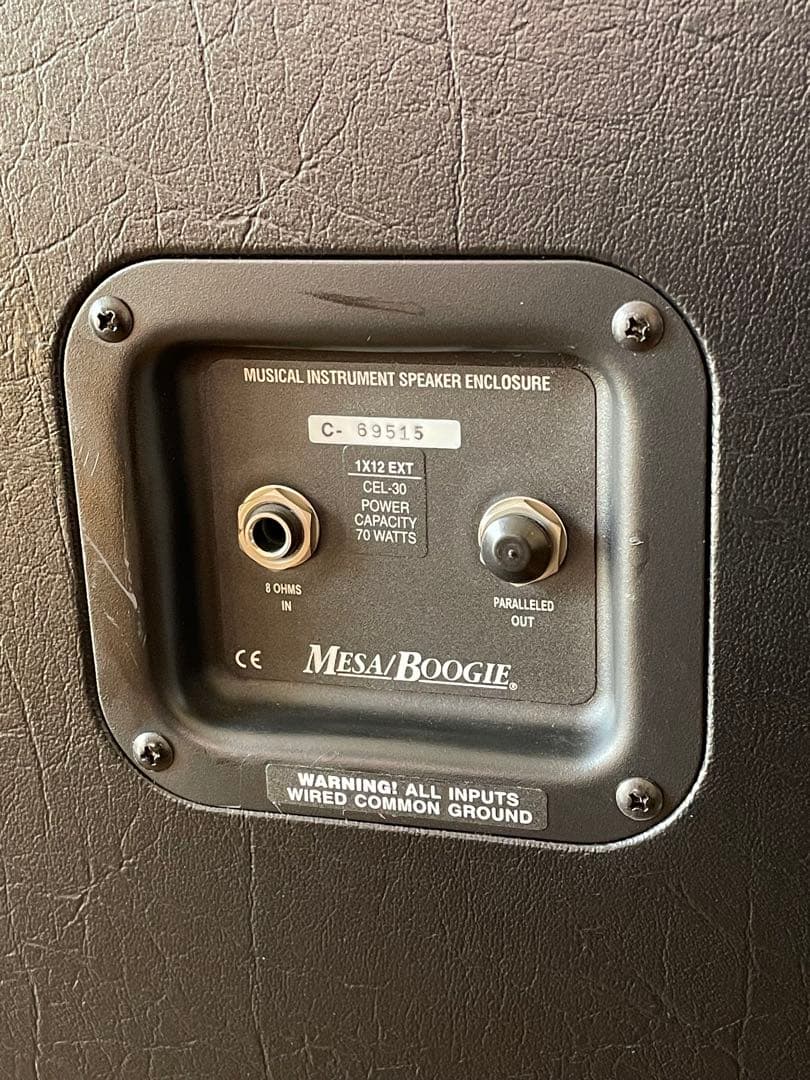 MUSICAL INSTRUMENT SPEAKER ENCLOSURE
C- 69515
1X12 EXT
CEL-30
POWER
CAPACITY
70 WATTS
8 OHMS
IN
PARALLELED
OUT
CE
MESA/BOOGIE®
WARNING! ALL INPUTS
WIRED COMMON GROUND